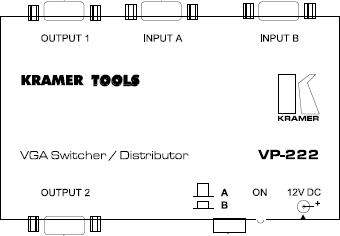 OUTPUT 1 INPUT A INPUT B
KRAMER TOOLS
KRAMER
VGA Switcher / Distributor VP-222
OUTPUT 2 A ON 12V DC
B +